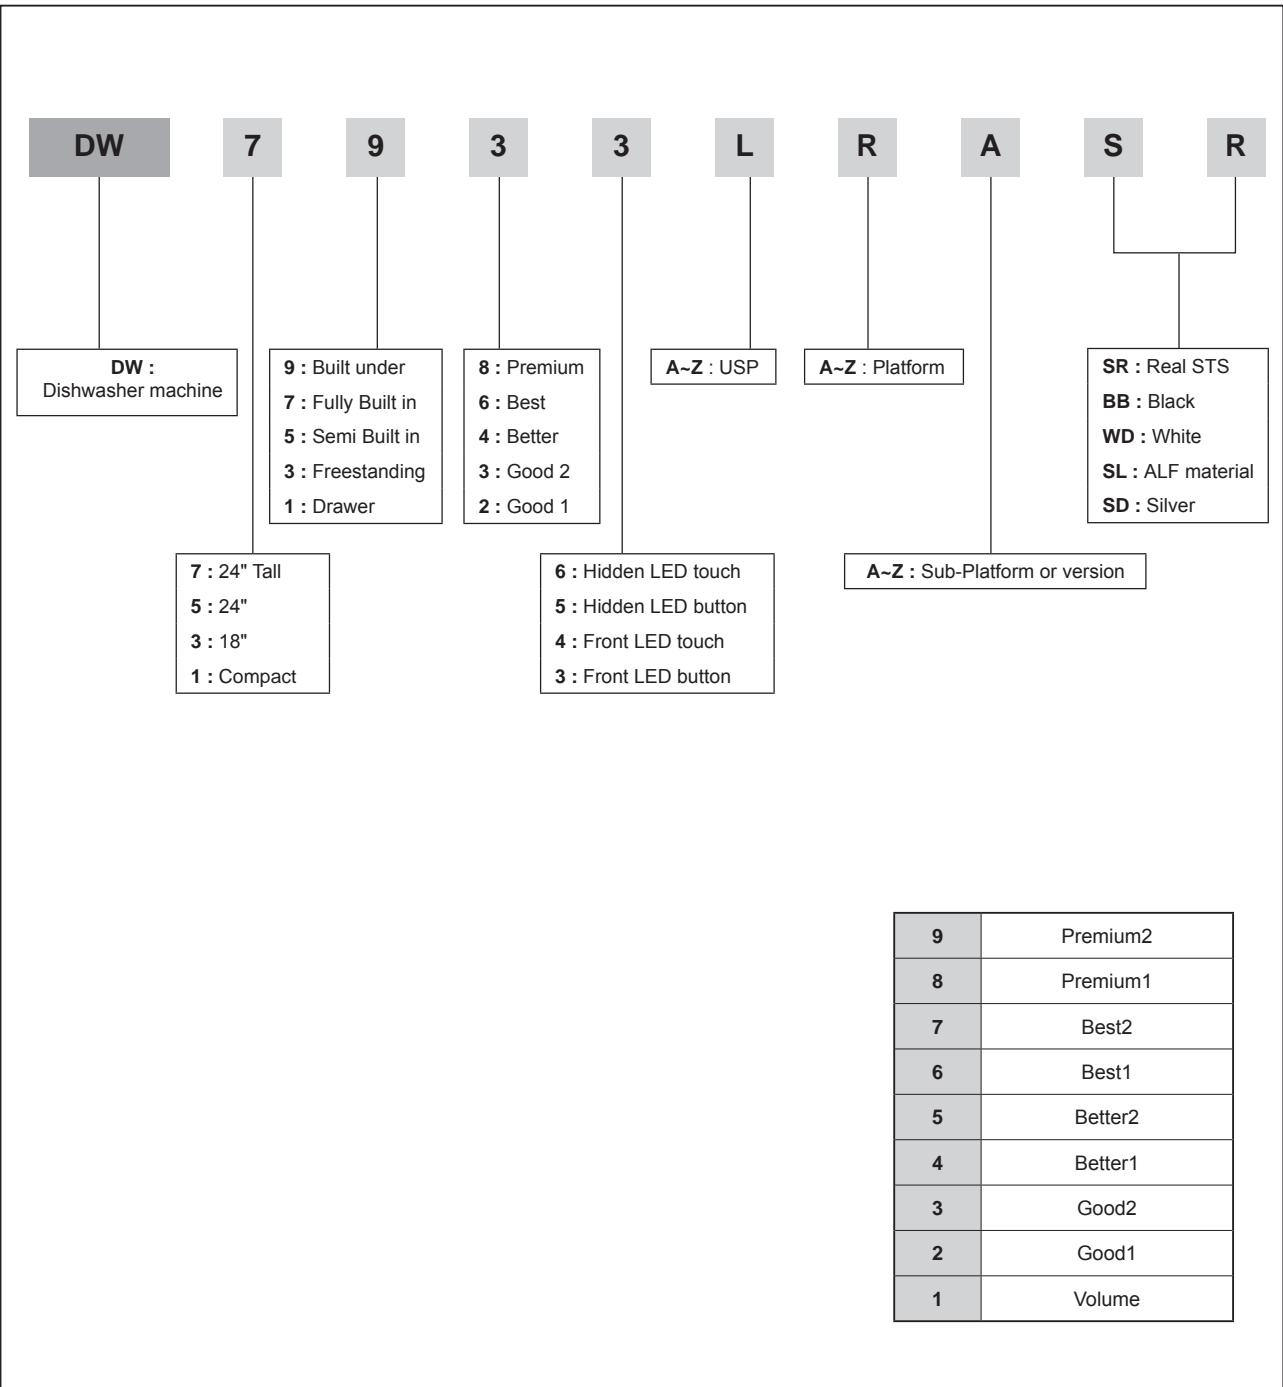 DW 7 9 3 3 L R A S R
DW :
Dishwasher machine
9 : Built under
7 : Fully Built in
5 : Semi Built in
3 : Freestanding
1 : Drawer
8 : Premium
6 : Best
4 : Better
3 : Good 2
2 : Good 1
A~Z : USP
A~Z : Platform
SR : Real STS
BB : Black
WD : White
SL : ALF material
SD : Silver
7 : 24" Tall
5 : 24"
3 : 18"
1 : Compact
6 : Hidden LED touch
5 : Hidden LED button
4 : Front LED touch
3 : Front LED button
A~Z : Sub-Platform or version
9 Premium2
8 Premium1
7 Best2
6 Best1
5 Better2
4 Better1
3 Good2
2 Good1
1 Volume